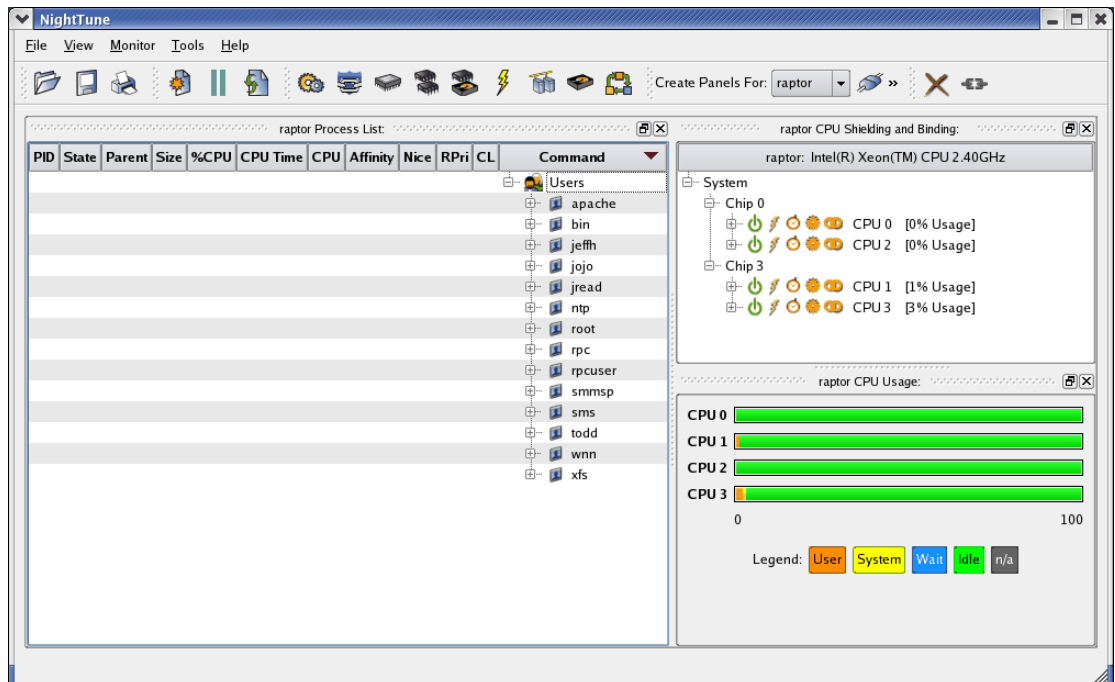 NightTune
File View Monitor Tools Help
Create Panels For: raptor »
raptor Process List:
PID State Parent Size %CPU CPU Time CPU Affinity Nice RPri CL Command
Users
apache
bin
jeffh
jojo
jread
ntp
root
rpc
rpcuser
smmsp
sms
todd
wnn
xfs
raptor CPU Shielding and Binding:
raptor: Intel(R) Xeon(TM) CPU 2.40GHz
System
Chip 0
CPU 0 [0% Usage]
CPU 2 [0% Usage]
Chip 3
CPU 1 [1% Usage]
CPU 3 [3% Usage]
raptor CPU Usage:
CPU 0
CPU 1
CPU 2
CPU 3
0 100
Legend: User System Wait Idle n/a